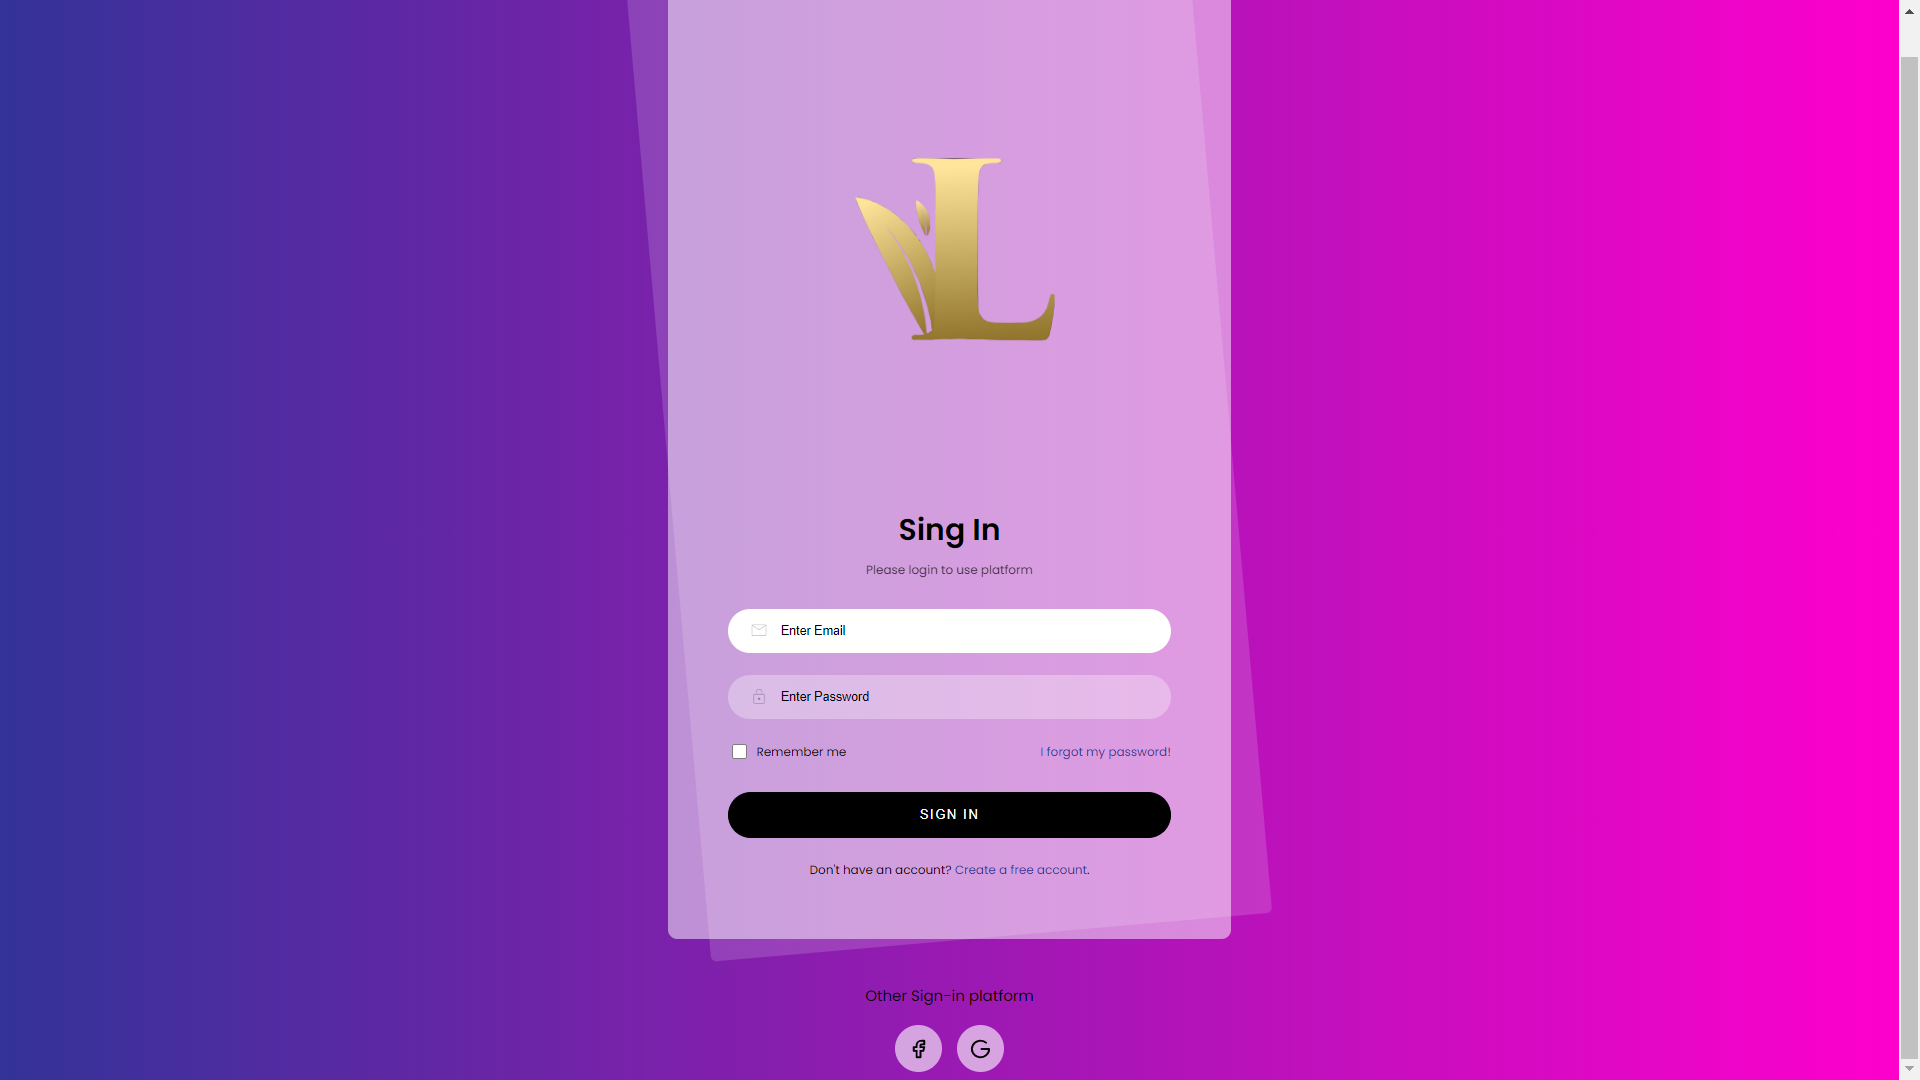 L
Sing In
Please login to use platform
Enter Email
Enter Password
Remember me
I forgot my password!
SIGN IN
Don't have an account? Create a free account.
Other Sign-in platform